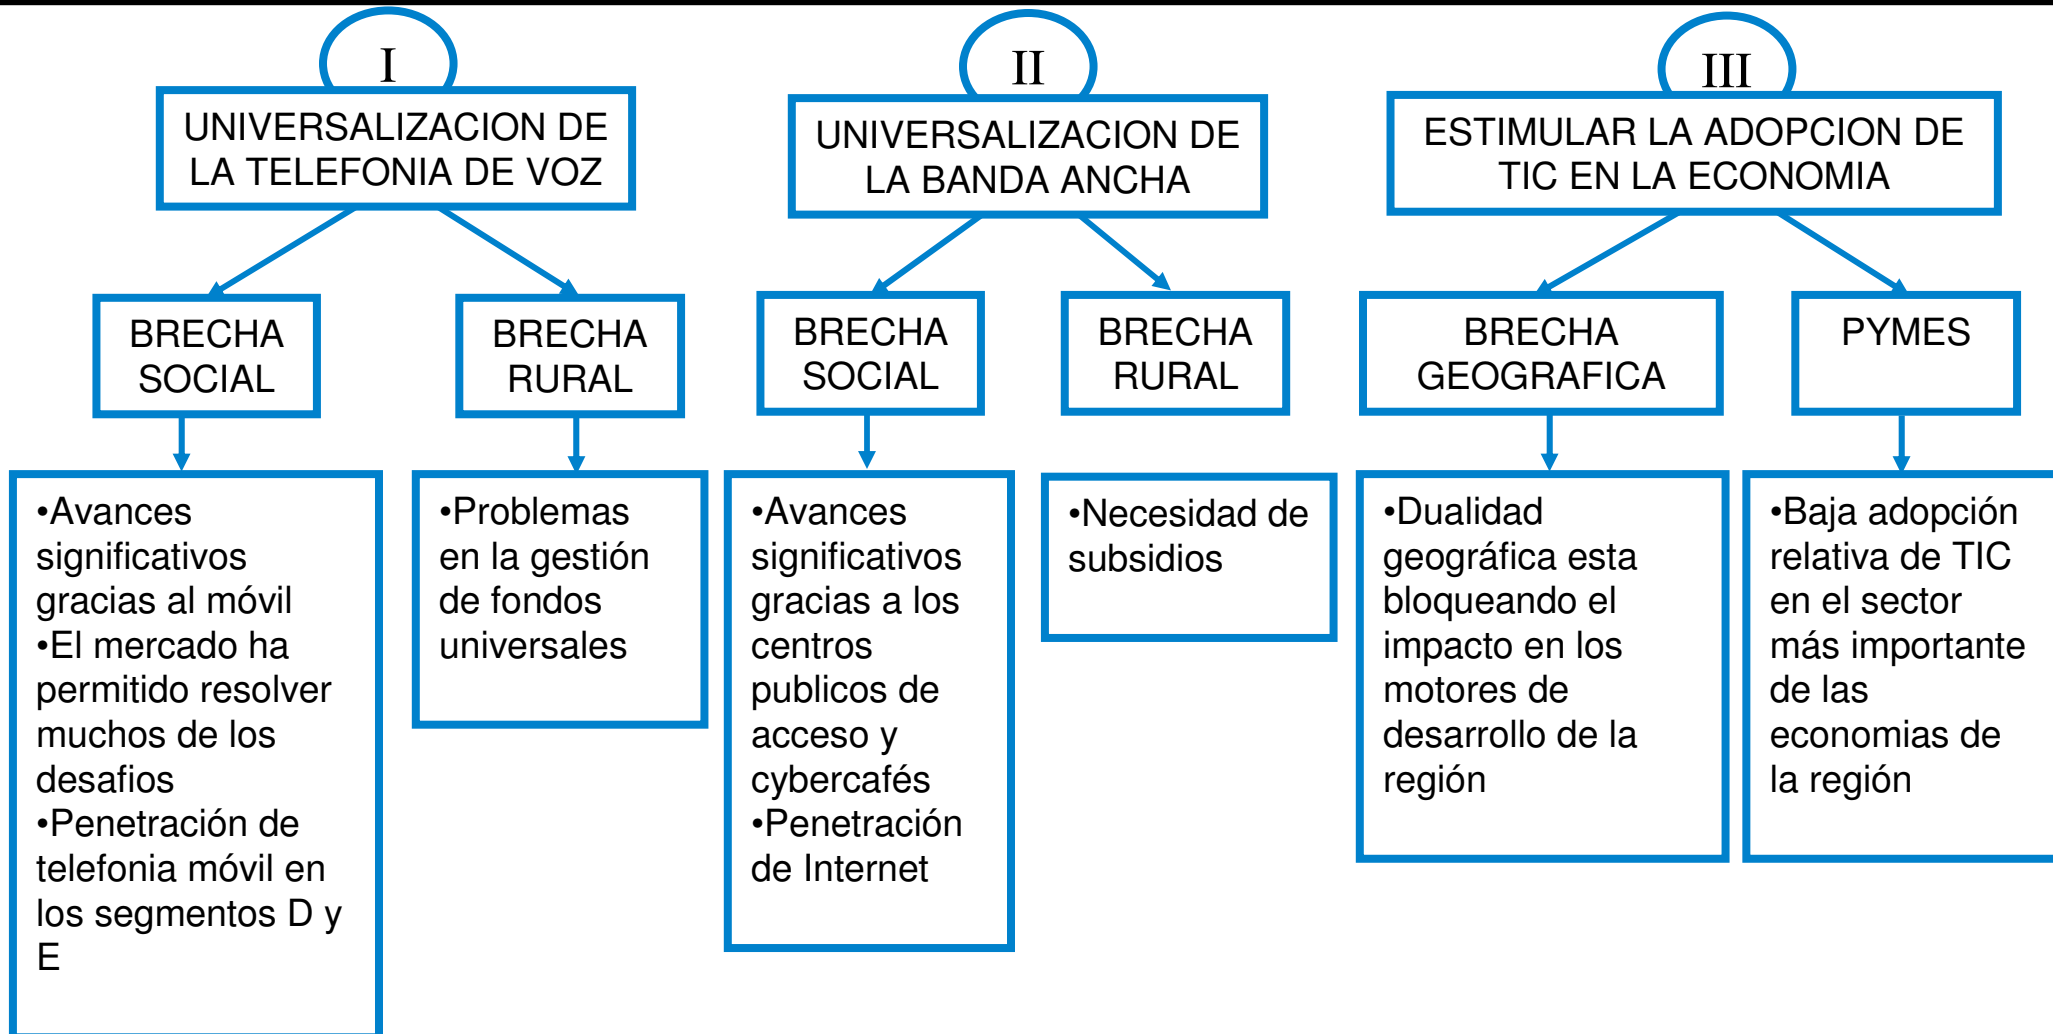 I
UNIVERSALIZACION DE
LA TELEFONIA DE VOZ
BRECHA
SOCIAL
•Avances
significativos
gracias al móvil
•El mercado ha
permitido resolver
muchos de los
desafios
•Penetración de
telefonia móvil en
los segmentos D y
E
BRECHA
RURAL
•Problemas
en la gestión
de fondos
universales
II
UNIVERSALIZACION DE
LA BANDA ANCHA
BRECHA
SOCIAL
•Avances
significativos
gracias a los
centros
publicos de
acceso y
cybercafés
•Penetración
de Internet
BRECHA
RURAL
•Necesidad de
subsidios
III
ESTIMULAR LA ADOPCION DE
TIC EN LA ECONOMIA
BRECHA
GEOGRAFICA
•Dualidad
geográfica esta
bloqueando el
impacto en los
motores de
desarrollo de la
región
PYMES
•Baja adopción
relativa de TIC
en el sector
más importante
de las
economias de
la región